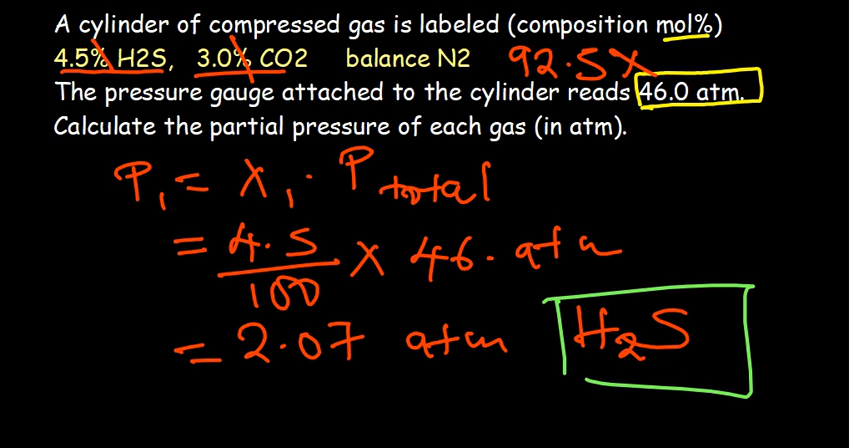 A cylinder of compressed gas is labeled (composition mol%)
4.5% H2S, 3.0% CO2 balance N2 92.5%
The pressure gauge attached to the cylinder reads 46.0 atm.
Calculate the partial pressure of each gas (in atm).
P₁ = X₁ · P total
= 4.5/100 × 46. atm
= 2.07 atm H₂S